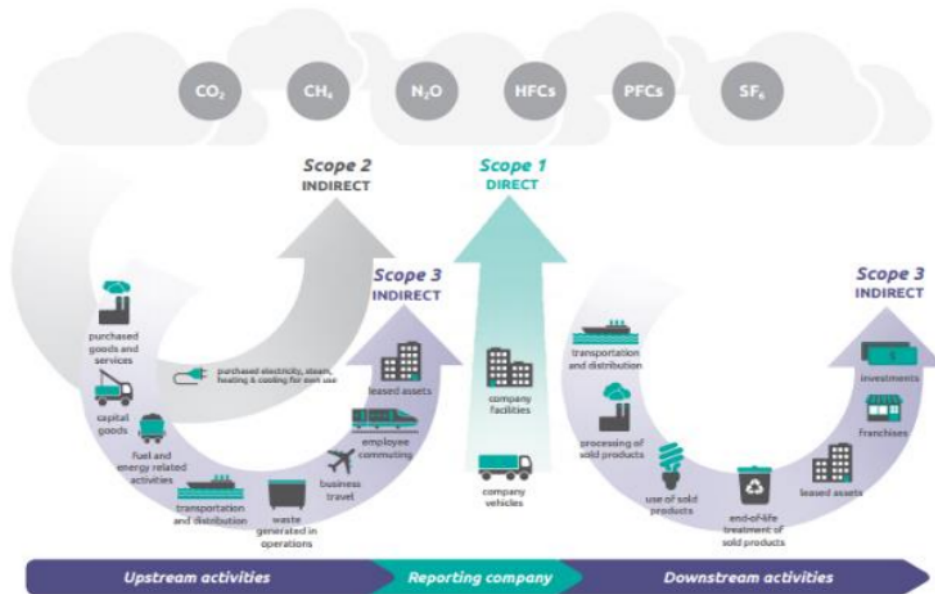 CO₂
CH₄
N₂O
HFCs
PFCs
SF₆
Scope 2
INDIRECT
Scope 1
DIRECT
Scope 3
INDIRECT
Scope 3
INDIRECT
purchased
goods and
services
capital
goods
fuel and
energy related
activities
transportation
and distribution
waste
generated in
operations
business
travel
employee
commuting
leased assets
purchased electricity, steam,
heating & cooling for own use
company
facilities
company
vehicles
transportation
and distribution
processing of
sold products
use of sold
products
end-of-life
treatment of
sold products
leased assets
franchises
$
investments
Upstream activities
Reporting company
Downstream activities